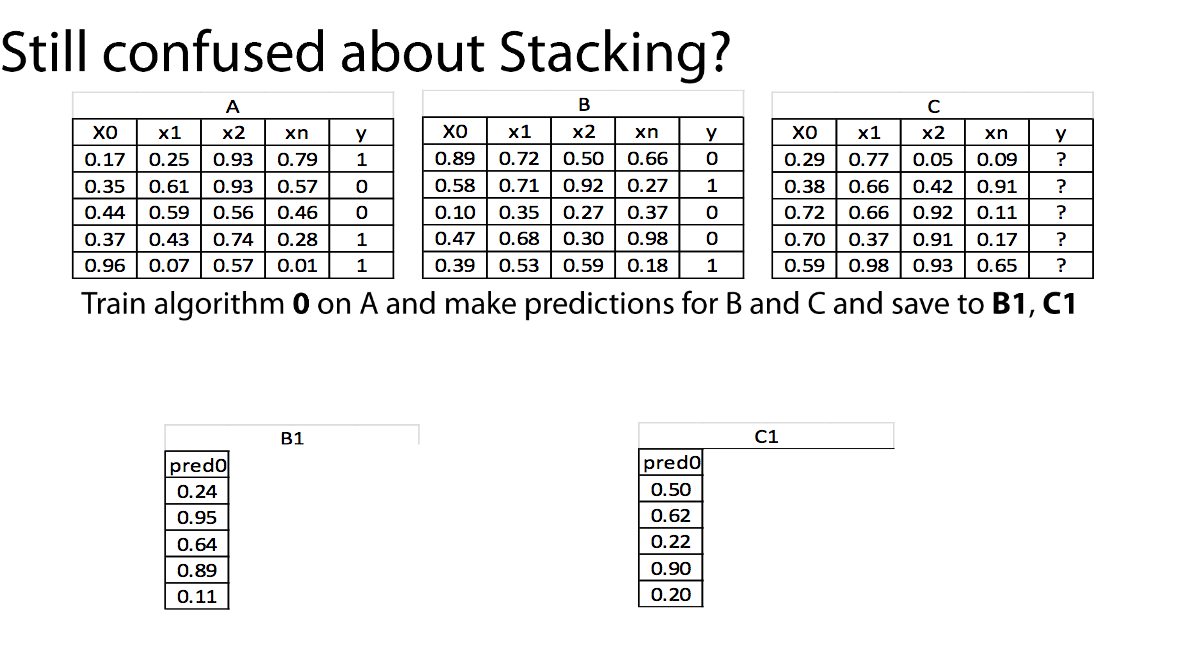 Still confused about Stacking?
A B C
X0 x1 x2 xn y X0 x1 x2 xn y X0 x1 x2 xn y
0.17 0.25 0.93 0.79 1 0.89 0.72 0.50 0.66 0 0.29 0.77 0.05 0.09 ?
0.35 0.61 0.93 0.57 0 0.58 0.71 0.92 0.27 1 0.38 0.66 0.42 0.91 ?
0.44 0.59 0.56 0.46 0 0.10 0.35 0.27 0.37 0 0.72 0.66 0.92 0.11 ?
0.37 0.43 0.74 0.28 1 0.47 0.68 0.30 0.98 0 0.70 0.37 0.91 0.17 ?
0.96 0.07 0.57 0.01 1 0.39 0.53 0.59 0.18 1 0.59 0.98 0.93 0.65 ?
Train algorithm 0 on A and make predictions for B and C and save to B1, C1
B1 C1
pred0 pred0
0.24 0.50
0.95 0.62
0.64 0.22
0.89 0.90
0.11 0.20